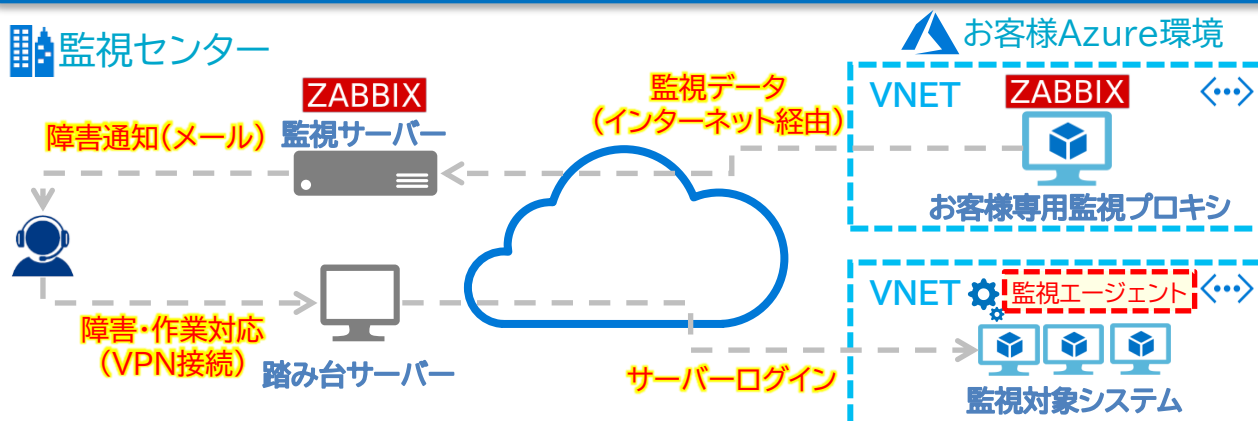 監視センター
お客様Azure環境
ZABBIX
監視サーバー
障害通知(メール)
監視データ
(インターネット経由)
VNET
ZABBIX
お客様専用監視プロキシ
VNET
監視エージェント
障害・作業対応
(VPN接続)
踏み台サーバー
サーバーログイン
監視対象システム